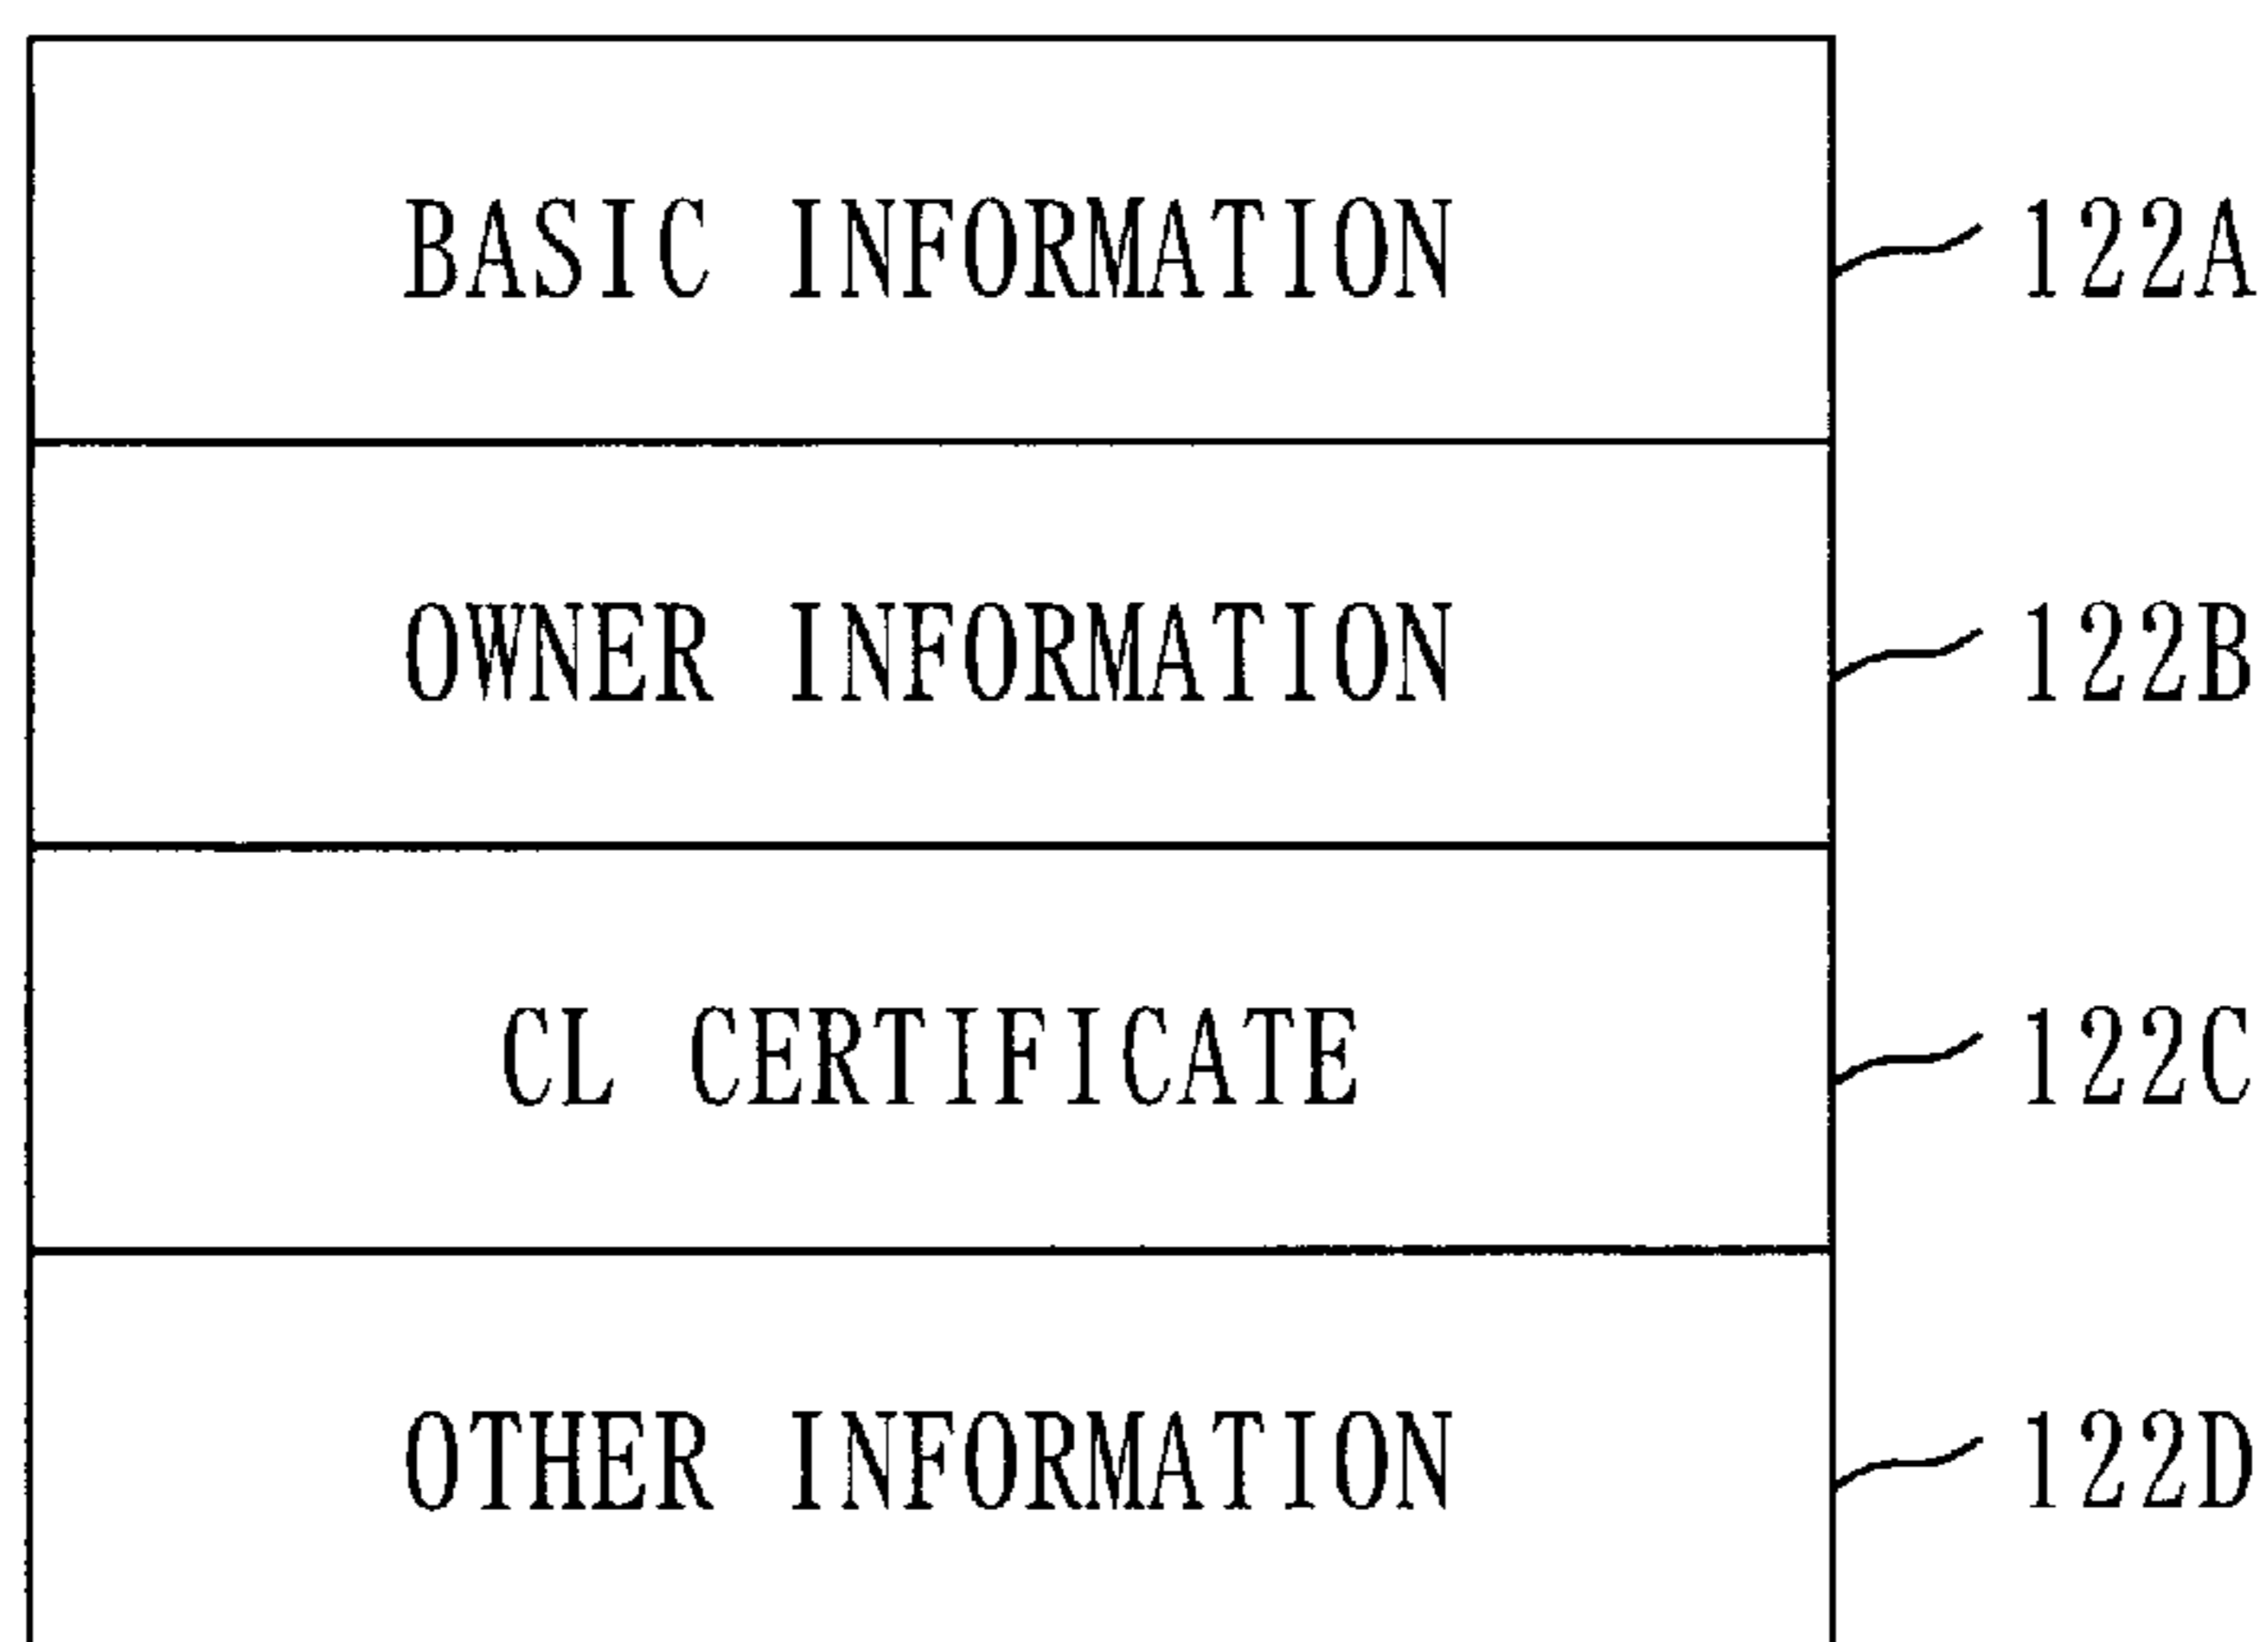 BASIC INFORMATION 122A
OWNER INFORMATION 122B
CL CERTIFICATE 122C
OTHER INFORMATION 122D